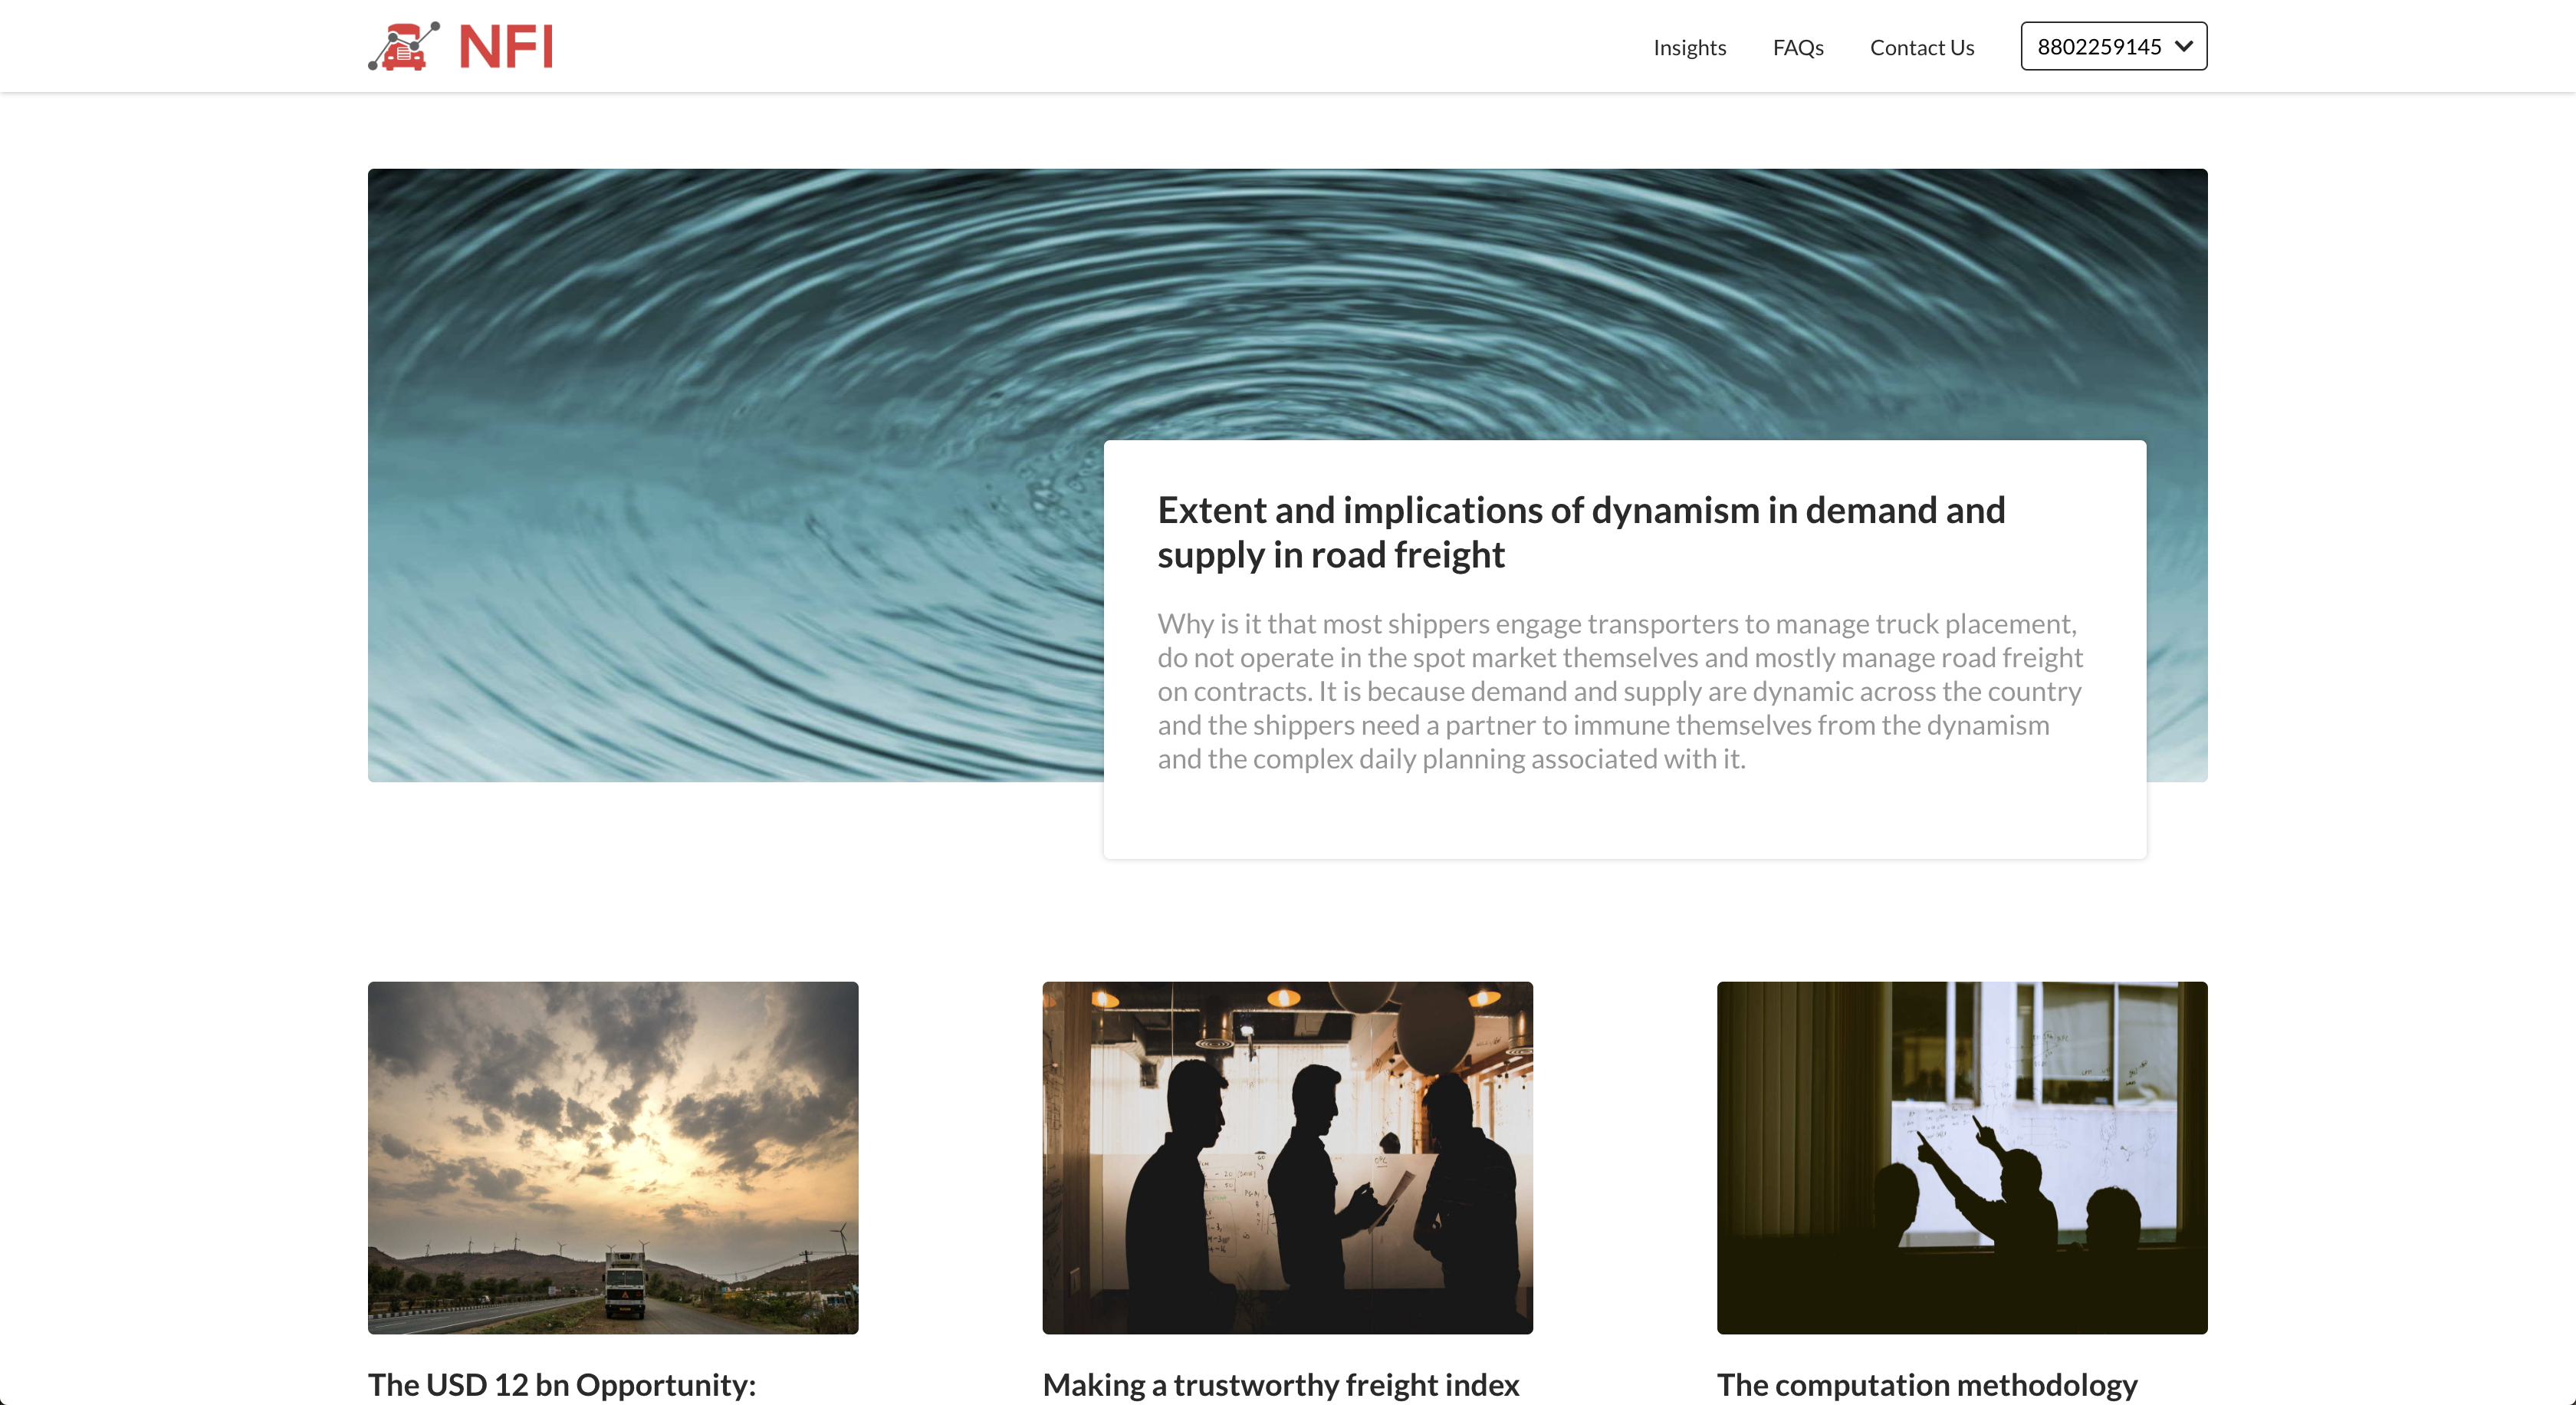 NFI
Insights
FAQs
Contact Us
8802259145
Extent and implications of dynamism in demand and
supply in road freight
Why is it that most shippers engage transporters to manage truck placement,
do not operate in the spot market themselves and mostly manage road freight
on contracts. It is because demand and supply are dynamic across the country
and the shippers need a partner to immune themselves from the dynamism
and the complex daily planning associated with it.
The USD 12 bn Opportunity:
Making a trustworthy freight index
The computation methodology